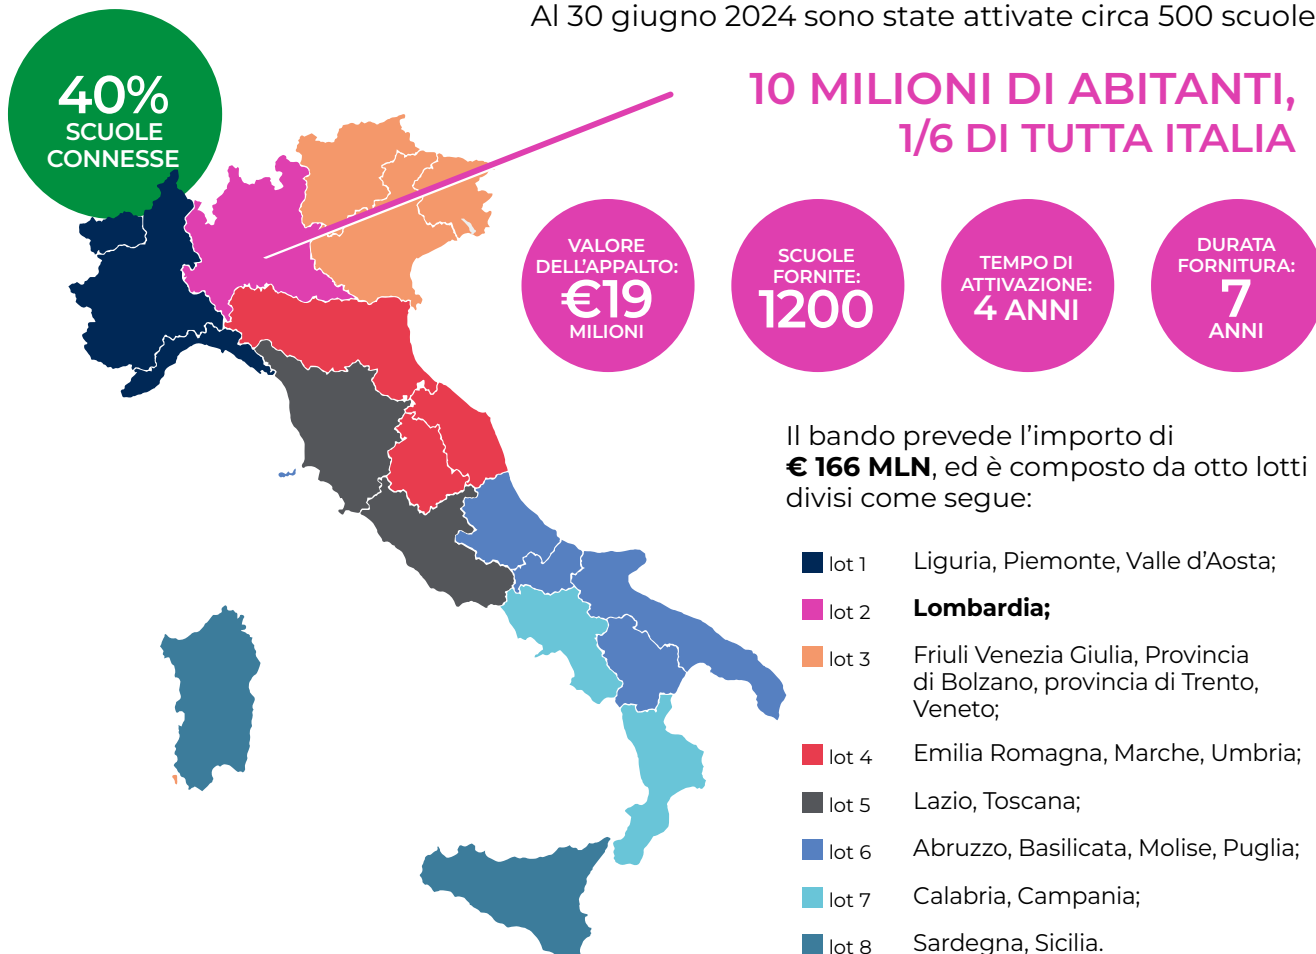 Al 30 giugno 2024 sono state attivate circa 500 scuole
40%
SCUOLE
CONNESSE
10 MILIONI DI ABITANTI,
1/6 DI TUTTA ITALIA
VALORE
DELL'APPALTO:
€19
MILIONI
SCUOLE
FORNITE:
1200
TEMPO DI
ATTIVAZIONE:
4 ANNI
DURATA
FORNITURA:
7
ANNI
Il bando prevede l'importo di
€ 166 MLN, ed è composto da otto lotti
divisi come segue:
lot 1 Liguria, Piemonte, Valle d'Aosta;
lot 2 Lombardia;
lot 3 Friuli Venezia Giulia, Provincia
di Bolzano, provincia di Trento,
Veneto;
lot 4 Emilia Romagna, Marche, Umbria;
lot 5 Lazio, Toscana;
lot 6 Abruzzo, Basilicata, Molise, Puglia;
lot 7 Calabria, Campania;
lot 8 Sardegna, Sicilia.